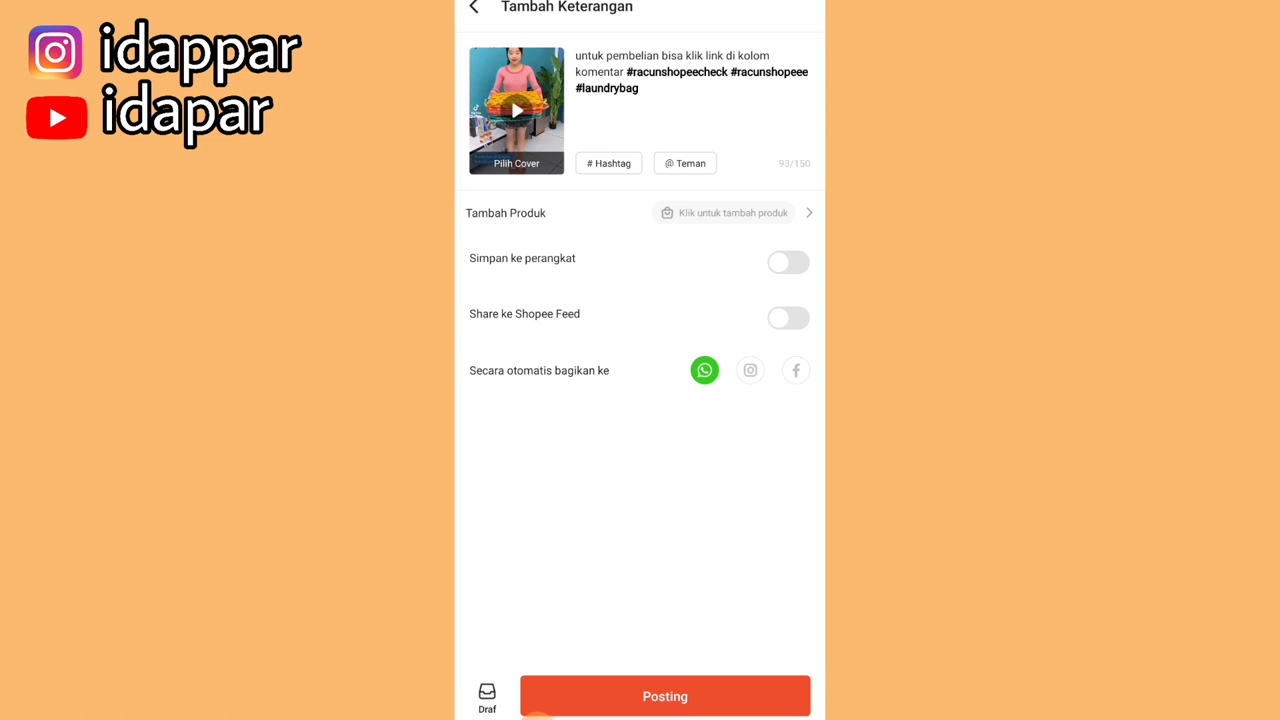 idappar
idapar
Tambah Keterangan
untuk pembelian bisa klik link di kolom
komentar #racunshopeecheck #racunshopeee
#laundrybag
Pilih Cover
# Hashtag
@ Teman
93/150
Tambah Produk
Klik untuk tambah produk
Simpan ke perangkat
Share ke Shopee Feed
Secara otomatis bagikan ke
Draf
Posting